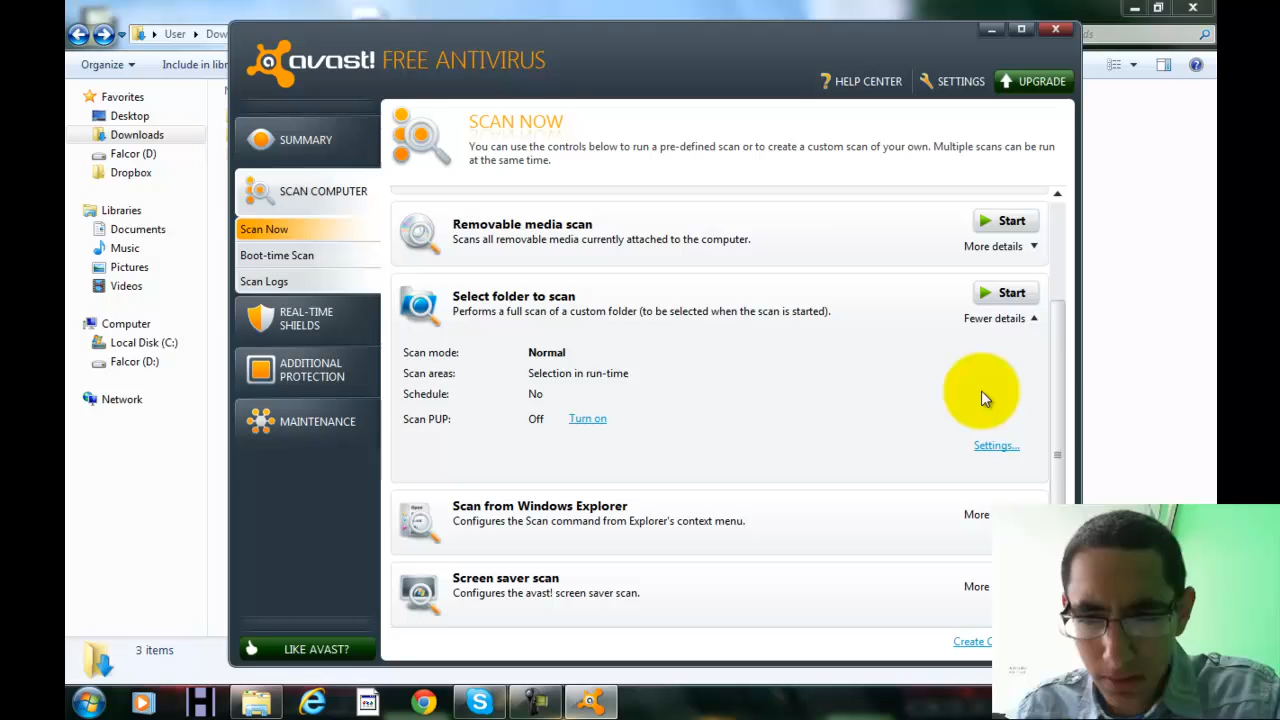 User
Dow
ds
Organize
Include in libr
Favorites
Desktop
Downloads
Falcor (D)
Dropbox
Libraries
Documents
Music
Pictures
Videos
Computer
Local Disk (C:)
Falcor (D:)
Network
3 items
avast! FREE ANTIVIRUS
HELP CENTER
SETTINGS
UPGRADE
SUMMARY
SCAN COMPUTER
Scan Now
Boot-time Scan
Scan Logs
REAL-TIME
SHIELDS
ADDITIONAL
PROTECTION
MAINTENANCE
LIKE AVAST?
SCAN NOW
You can use the controls below to run a pre-defined scan or to create a custom scan of your own. Multiple scans can be run
at the same time.
Removable media scan
Scans all removable media currently attached to the computer.
Start
More details
Select folder to scan
Performs a full scan of a custom folder (to be selected when the scan is started).
Start
Fewer details
Scan mode: Normal
Scan areas: Selection in run-time
Schedule: No
Scan PUP: Off Turn on
Settings...
Scan from Windows Explorer
Configures the Scan command from Explorer's context menu.
More
Screen saver scan
Configures the avast! screen saver scan.
More
Create C